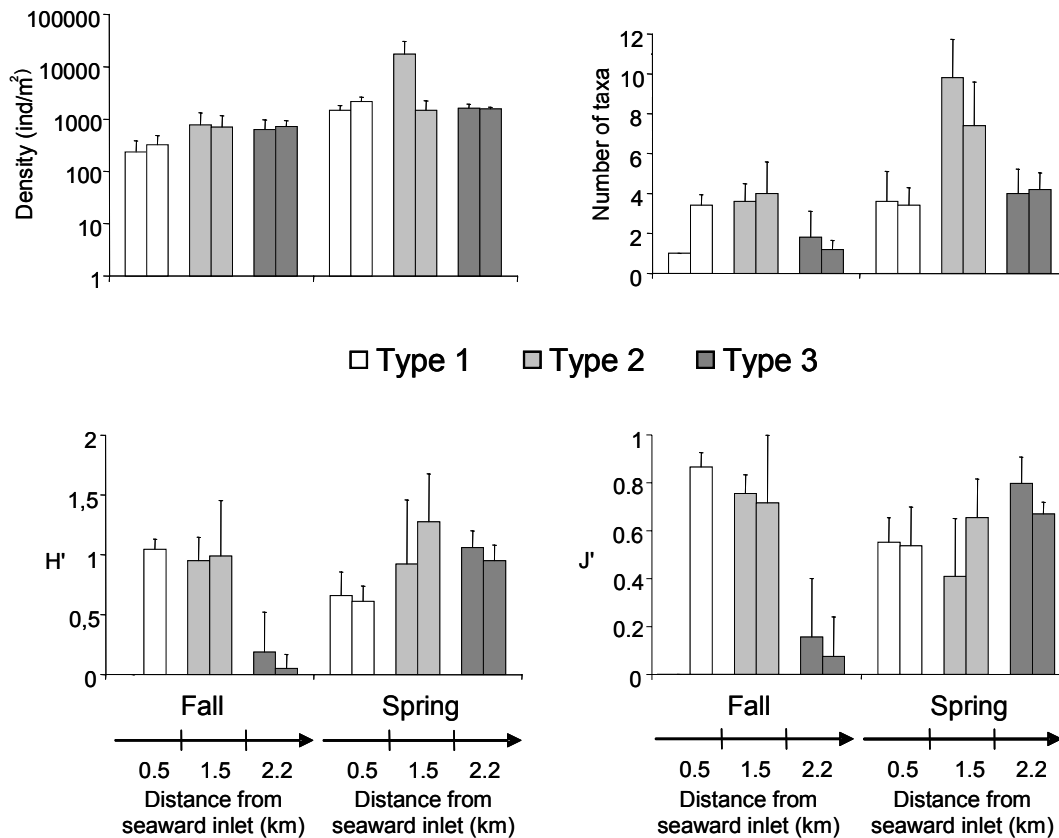 100000
10000
1000
100
10
1
Density (ind/m²)
12
10
8
6
4
2
0
Number of taxa
Type 1 Type 2 Type 3
2
1,5
1
0,5
0
H'
1
0.8
0.6
0.4
0.2
0
J'
Fall Spring
0.5 1.5 2.2 0.5 1.5 2.2
Distance from Distance from
seaward inlet (km) seaward inlet (km)
Fall Spring
0.5 1.5 2.2 0.5 1.5 2.2
Distance from Distance from
seaward inlet (km) seaward inlet (km)